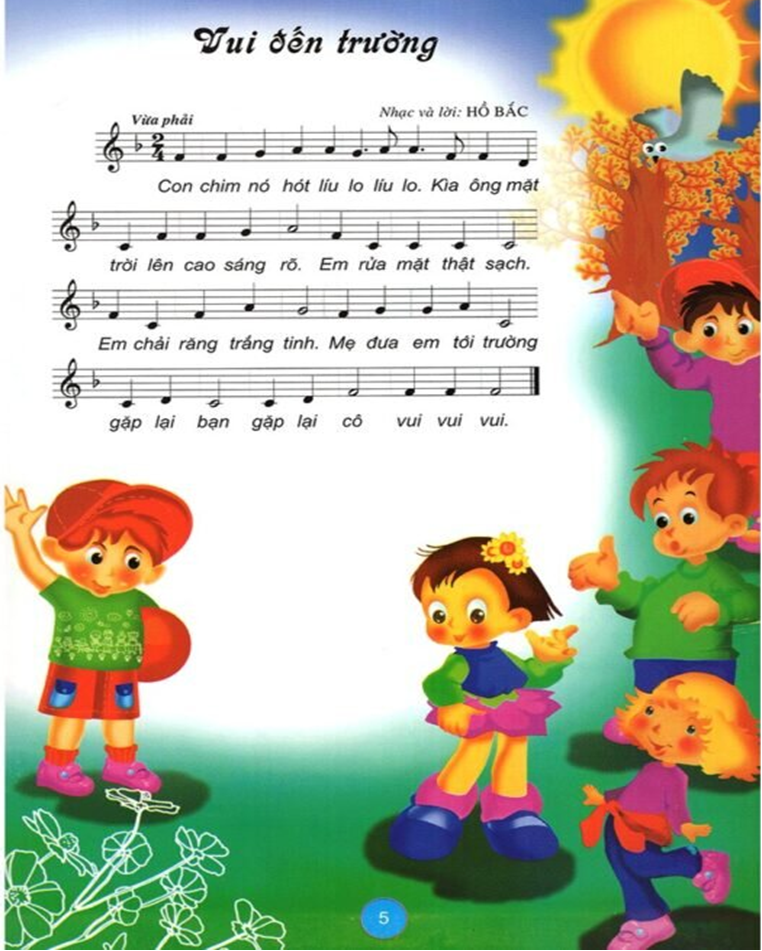 Vui đến trường
Vừa phải
Nhạc và lời: HỒ BẮC
2
4
Con chim nó hót líu lo líu lo. Kìa ông mặt
trời lên cao sáng rõ. Em rửa mặt thật sạch.
Em chải răng trắng tinh. Mẹ đưa em tới trường
gặp lại bạn gặp lại cô vui vui vui.
5